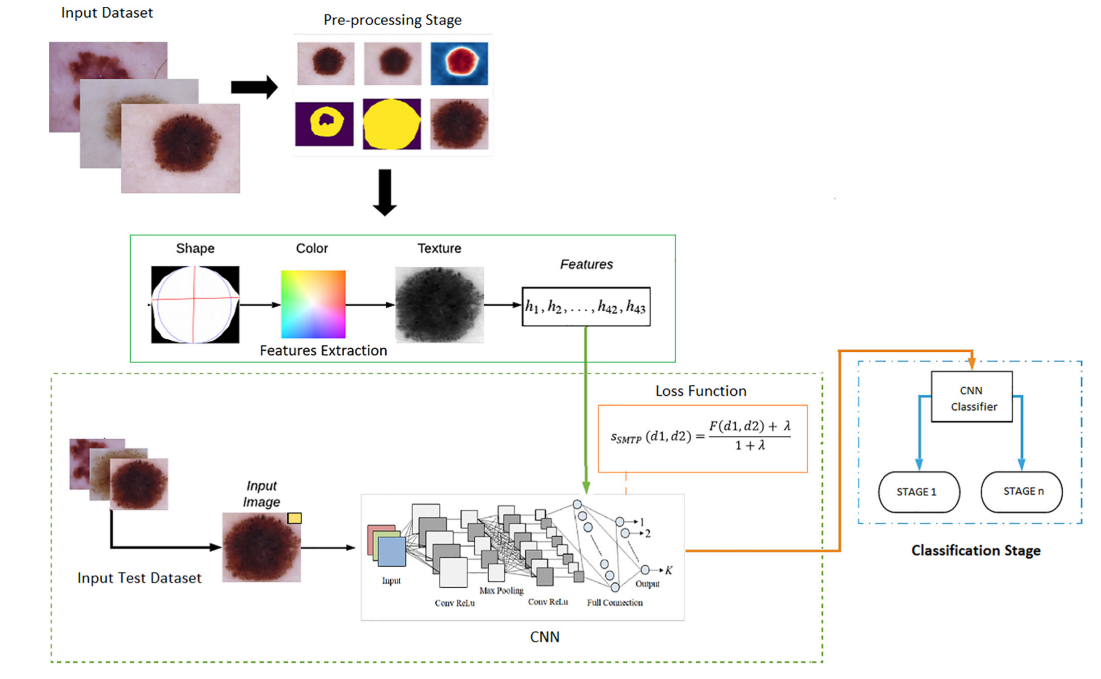 Input Dataset
Pre-processing Stage
Shape
Color
Texture
Features
h₁, h₂, . . . , h₄₂, h₄₃
Features Extraction
Loss Function
s_SMTP (d1, d2) = F(d1, d2) + λ / 1 + λ
CNN
Classifier
STAGE 1
STAGE n
Classification Stage
Input
Image
Input Test Dataset
Input
Conv ReLu
Max Pooling
Conv ReLu
Full Connection
Output
1
2
K
CNN